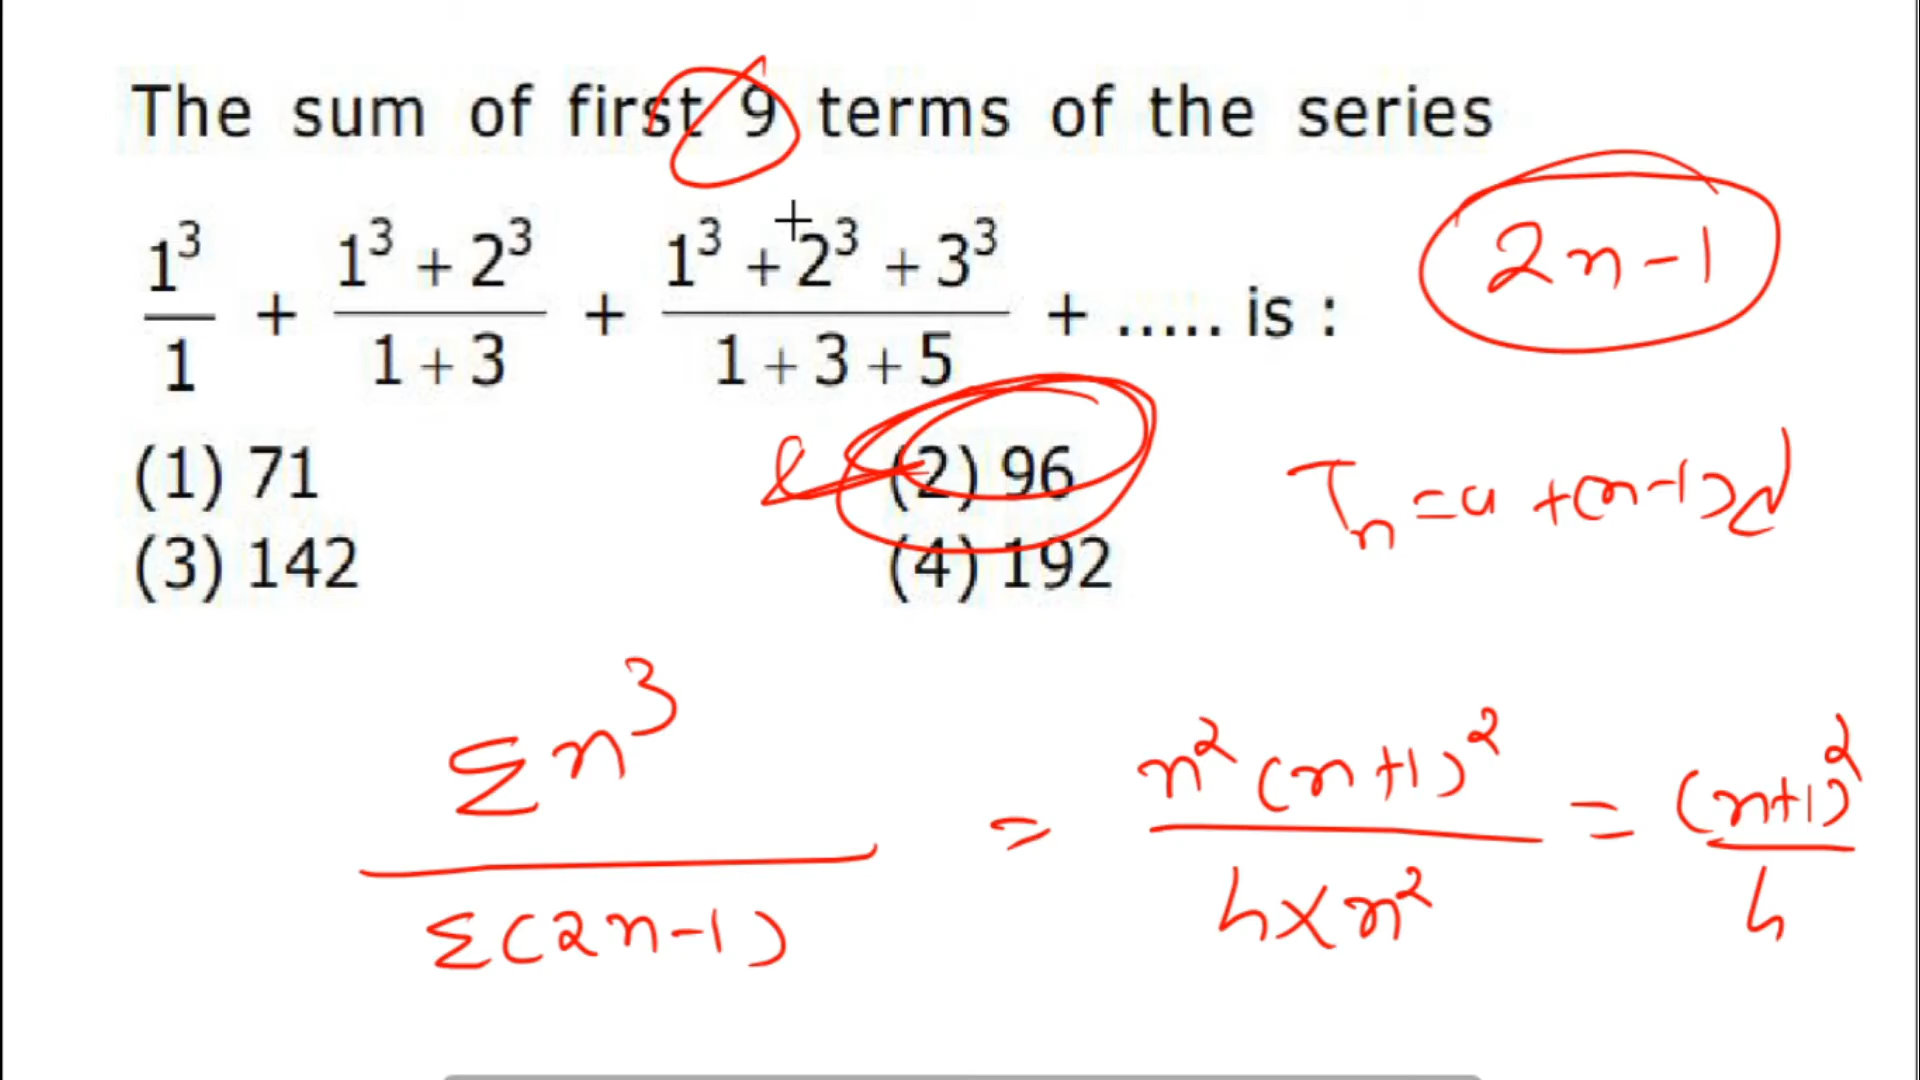 The sum of first 9 terms of the series
1³/1 + (1³ + 2³)/(1 + 3) + (1³ + 2³ + 3³)/(1 + 3 + 5) + ..... is :
2n-1
(1) 71 (2) 96
(3) 142 (4) 192
Tn = a + (n-1)d
Σn³/Σ(2n-1) = n²(n+1)²/4×n² = (n+1)²/4